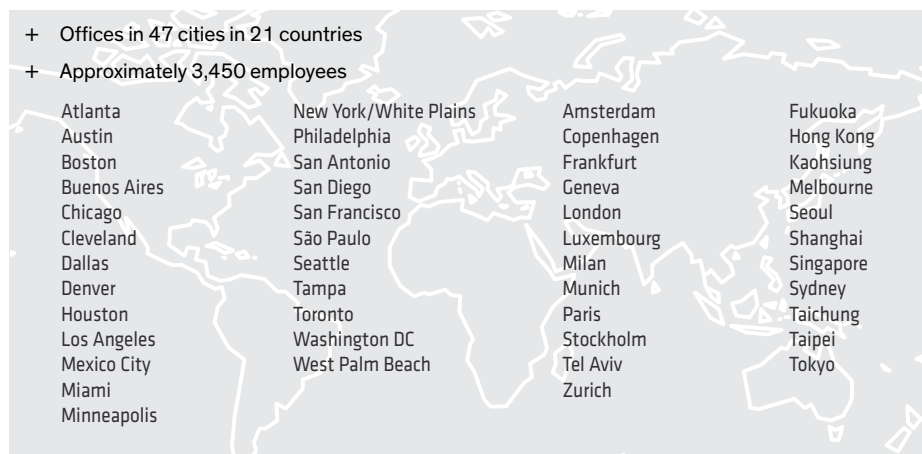 + Offices in 47 cities in 21 countries
+ Approximately 3,450 employees
Atlanta
Austin
Boston
Buenos Aires
Chicago
Cleveland
Dallas
Denver
Houston
Los Angeles
Mexico City
Miami
Minneapolis
New York/White Plains
Philadelphia
San Antonio
San Diego
San Francisco
São Paulo
Seattle
Tampa
Toronto
Washington DC
West Palm Beach
Amsterdam
Copenhagen
Frankfurt
Geneva
London
Luxembourg
Milan
Munich
Paris
Stockholm
Tel Aviv
Zurich
Fukuoka
Hong Kong
Kaohsiung
Melbourne
Seoul
Shanghai
Singapore
Sydney
Taichung
Taipei
Tokyo